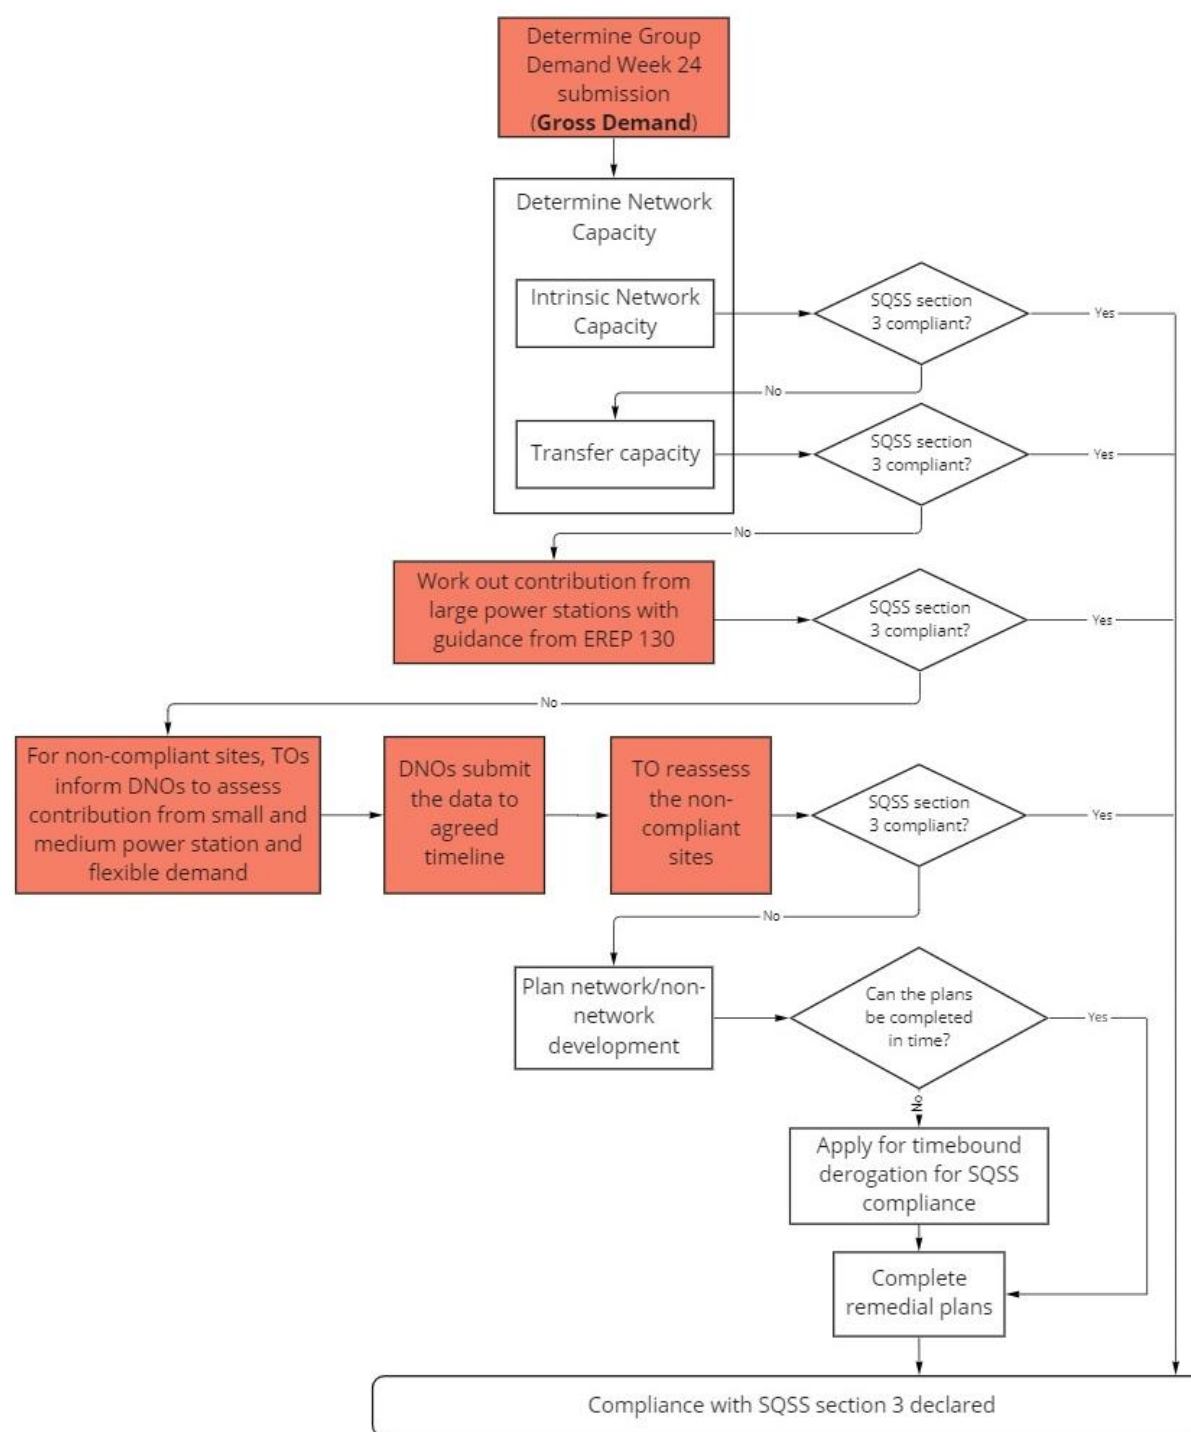 Determine Group
Demand Week 24
submission
(Gross Demand)
Determine Network
Capacity
Intrinsic Network
Capacity
SQSS section
3 compliant?
Yes
No
Transfer capacity
SQSS section
3 compliant?
Yes
No
Work out contribution from
large power stations with
guidance from EREP 130
SQSS section
3 compliant?
Yes
No
For non-compliant sites, TOs
inform DNOs to assess
contribution from small and
medium power station and
flexible demand
DNOs submit
the data to
agreed
timeline
TO reassess
the non-
compliant
sites
SQSS section
3 compliant?
Yes
No
Plan network/non-
network
development
Can the plans
be completed
in time?
Yes
No
Apply for timebound
derogation for SQSS
compliance
Complete
remedial plans
Compliance with SQSS section 3 declared